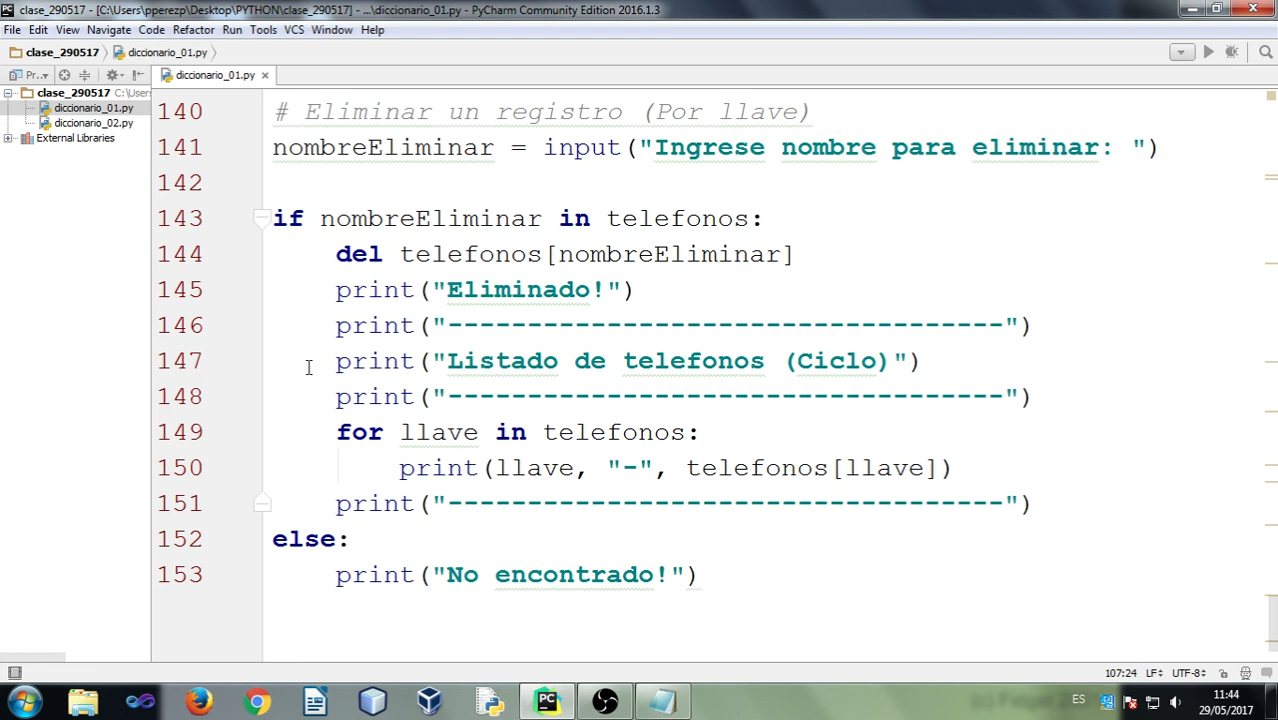 clase_290517 - [C:\Users\pperezp\Desktop\PYTHON\clase_290517] - ...\diccionario_01.py - PyCharm Community Edition 2016.1.3
File Edit View Navigate Code Refactor Run Tools VCS Window Help
clase_290517 diccionario_01.py
Pr... diccionario_01.py
clase_290517 C:\Users
diccionario_01.py
diccionario_02.py
External Libraries
140 # Eliminar un registro (Por llave)
141 nombreEliminar = input("Ingrese nombre para eliminar: ")
142
143 if nombreEliminar in telefonos:
144 del telefonos[nombreEliminar]
145 print("Eliminado!")
146 print("-----------------------------------")
147 print("Listado de telefonos (Ciclo)")
148 print("-----------------------------------")
149 for llave in telefonos:
150 print(llave, "-", telefonos[llave])
151 print("-----------------------------------")
152 else:
153 print("No encontrado!")
107:24 LF UTF-8
ES 11:44
29/05/2017